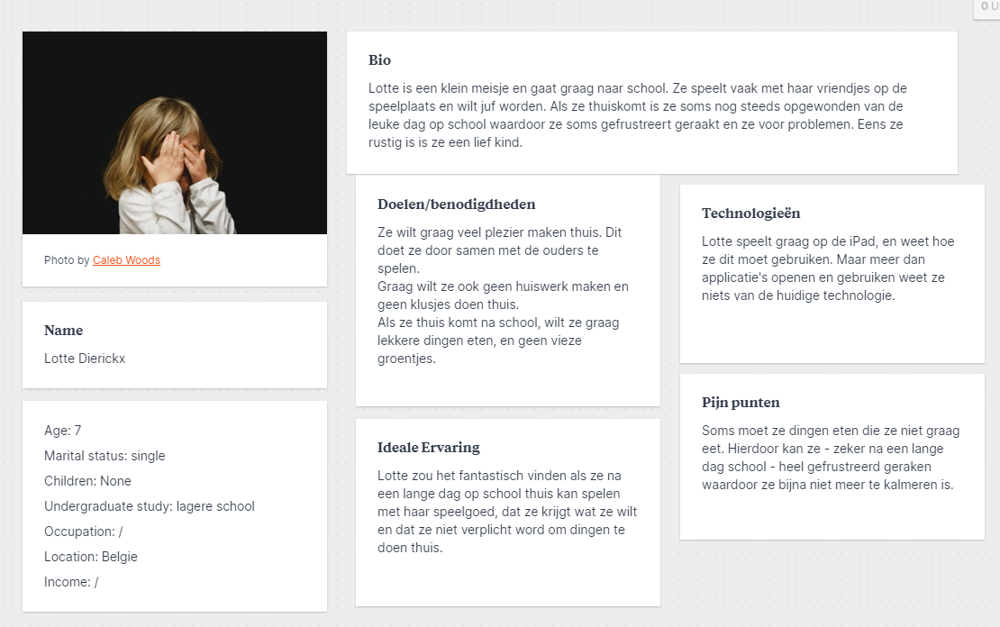 0 U
Photo by Caleb Woods
Name
Lotte Dierickx
Age: 7
Marital status: single
Children: None
Undergraduate study: lagere school
Occupation: /
Location: Belgie
Income: /
Bio
Lotte is een klein meisje en gaat graag naar school. Ze speelt vaak met haar vriendjes op de
speelplaats en wilt juf worden. Als ze thuiskomt is ze soms nog steeds opgewonden van de
leuke dag op school waardoor ze soms gefrustreert geraakt en ze voor problemen. Eens ze
rustig is is ze een lief kind.
Doelen/benodigdheden
Ze wilt graag veel plezier maken thuis. Dit
doet ze door samen met de ouders te
spelen.
Graag wilt ze ook geen huiswerk maken en
geen klusjes doen thuis.
Als ze thuis komt na school, wilt ze graag
lekkere dingen eten, en geen vieze
groentjes.
Ideale Ervaring
Lotte zou het fantastisch vinden als ze na
een lange dag op school thuis kan spelen
met haar speelgoed, dat ze krijgt wat ze wilt
en dat ze niet verplicht word om dingen te
doen thuis.
Technologieën
Lotte speelt graag op de iPad, en weet hoe
ze dit moet gebruiken. Maar meer dan
applicatie's openen en gebruiken weet ze
niets van de huidige technologie.
Pijn punten
Soms moet ze dingen eten die ze niet graag
eet. Hierdoor kan ze - zeker na een lange
dag school - heel gefrustreerd geraken
waardoor ze bijna niet meer te kalmeren is.